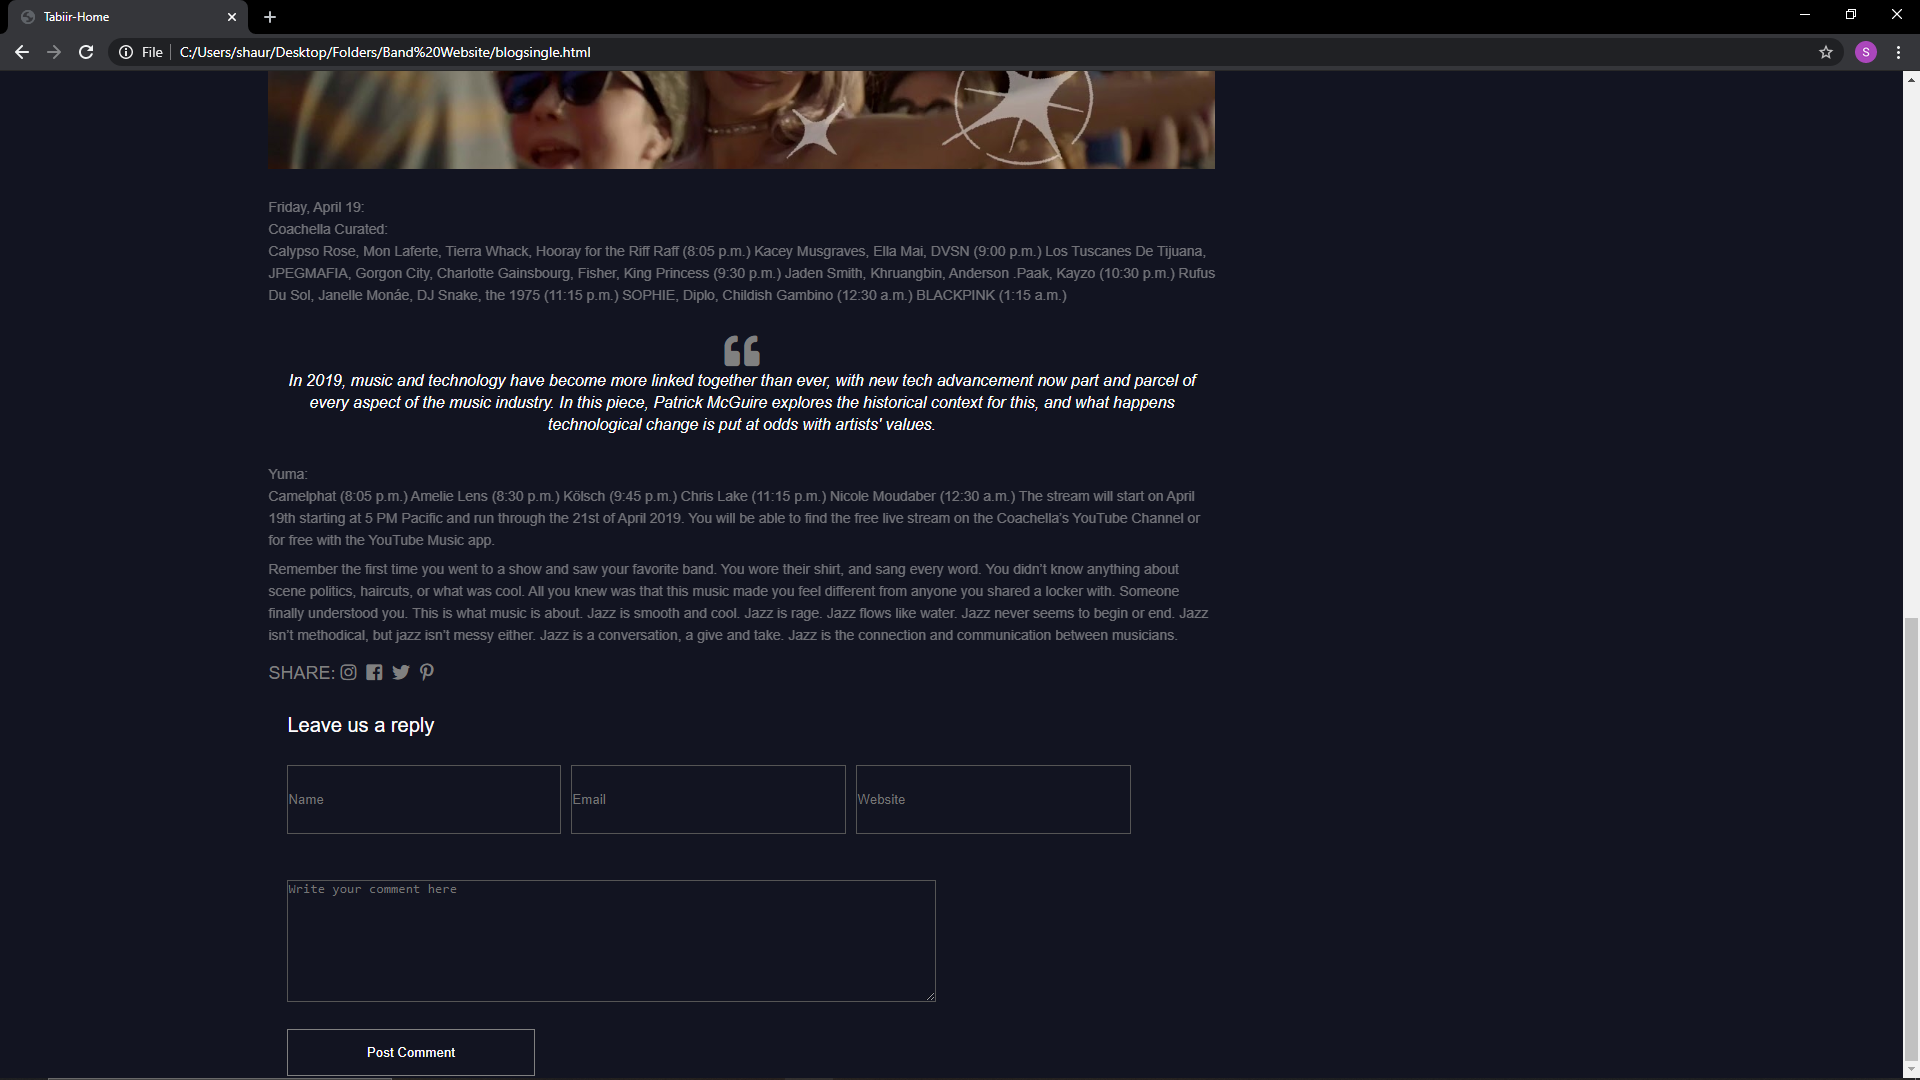 Tabiir-Home
File
C:/Users/shaur/Desktop/Folders/Band%20Website/blogsingle.html
S
Friday, April 19:
Coachella Curated:
Calypso Rose, Mon Laferte, Tierra Whack, Hooray for the Riff Raff (8:05 p.m.) Kacey Musgraves, Ella Mai, DVSN (9:00 p.m.) Los Tuscanes De Tijuana,
JPEGMAFIA, Gorgon City, Charlotte Gainsbourg, Fisher, King Princess (9:30 p.m.) Jaden Smith, Khruangbin, Anderson .Paak, Kayzo (10:30 p.m.) Rufus
Du Sol, Janelle Monáe, DJ Snake, the 1975 (11:15 p.m.) SOPHIE, Diplo, Childish Gambino (12:30 a.m.) BLACKPINK (1:15 a.m.)
In 2019, music and technology have become more linked together than ever, with new tech advancement now part and parcel of
every aspect of the music industry. In this piece, Patrick McGuire explores the historical context for this, and what happens
technological change is put at odds with artists' values.
Yuma:
Camelphat (8:05 p.m.) Amelie Lens (8:30 p.m.) Kölsch (9:45 p.m.) Chris Lake (11:15 p.m.) Nicole Moudaber (12:30 a.m.) The stream will start on April
19th starting at 5 PM Pacific and run through the 21st of April 2019. You will be able to find the free live stream on the Coachella's YouTube Channel or
for free with the YouTube Music app.
Remember the first time you went to a show and saw your favorite band. You wore their shirt, and sang every word. You didn't know anything about
scene politics, haircuts, or what was cool. All you knew was that this music made you feel different from anyone you shared a locker with. Someone
finally understood you. This is what music is about. Jazz is smooth and cool. Jazz is rage. Jazz flows like water. Jazz never seems to begin or end. Jazz
isn't methodical, but jazz isn't messy either. Jazz is a conversation, a give and take. Jazz is the connection and communication between musicians.
SHARE:
Leave us a reply
Name
Email
Website
Write your comment here
Post Comment